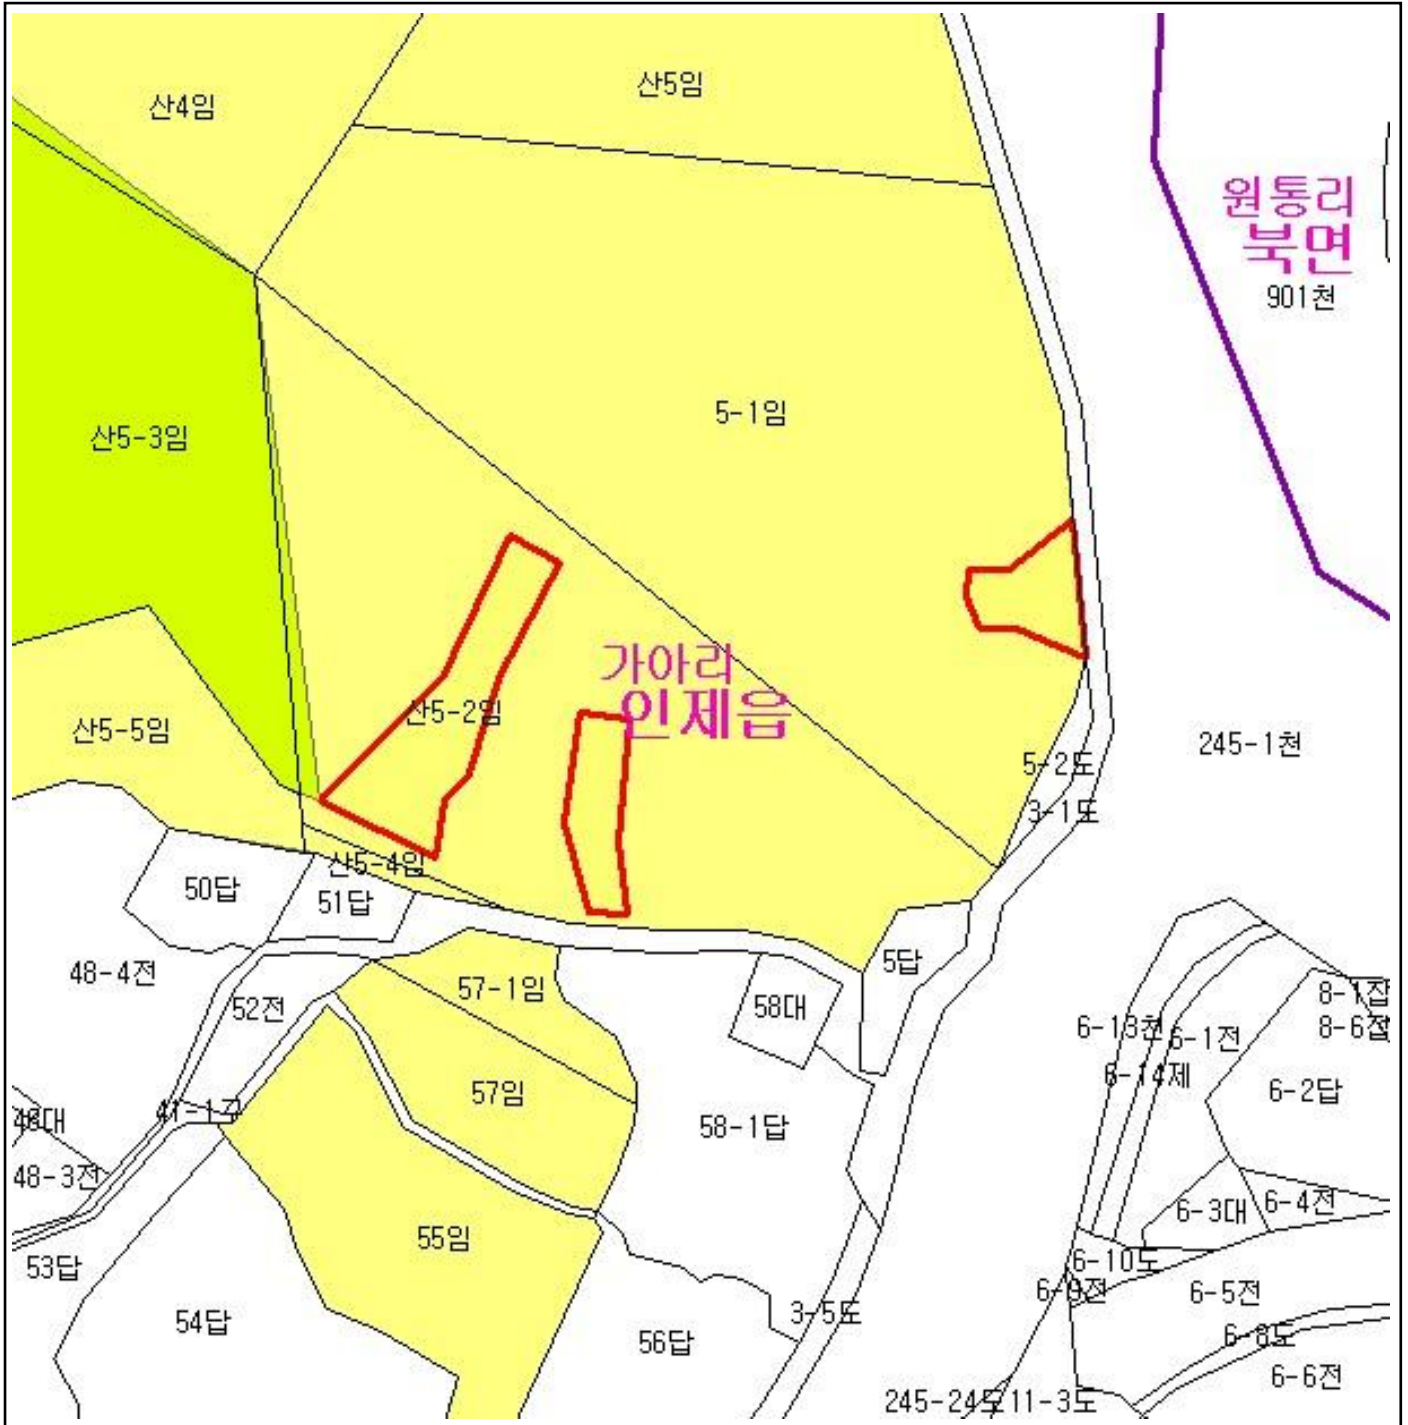 산4임
산5임
원통리
북면
901천
5-1임
산5-3임
가아리
인제읍
산5-2임
산5-5임
245-1천
5-2도
3-1도
산5-4임
50답
51답
5답
48-4전
57-1임
52전
58대
8-1잡
8-6전
6-13천
6-1전
6-14제
6-2답
57임
48대
41-1구
58-1답
48-3전
6-3대
6-4전
55임
53답
6-10도
6-9전
6-5전
54답
3-5도
56답
6-8도
6-6전
245-24도
11-3도